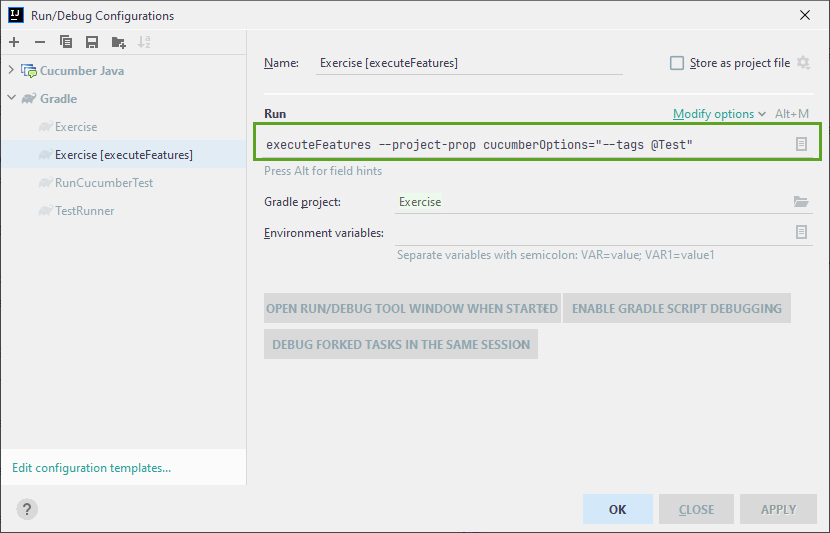 IJ
Run/Debug Configurations
Cucumber Java
Gradle
Exercise
Exercise [executeFeatures]
RunCucumberTest
TestRunner
Edit configuration templates...
?
Name: Exercise [executeFeatures] Store as project file
Run Modify options Alt+M
executeFeatures --project-prop cucumberOptions="--tags @Test"
Press Alt for field hints
Gradle project: Exercise
Environment variables:
Separate variables with semicolon: VAR=value; VAR1=value1
OPEN RUN/DEBUG TOOL WINDOW WHEN STARTED ENABLE GRADLE SCRIPT DEBUGGING
DEBUG FORKED TASKS IN THE SAME SESSION
OK CLOSE APPLY